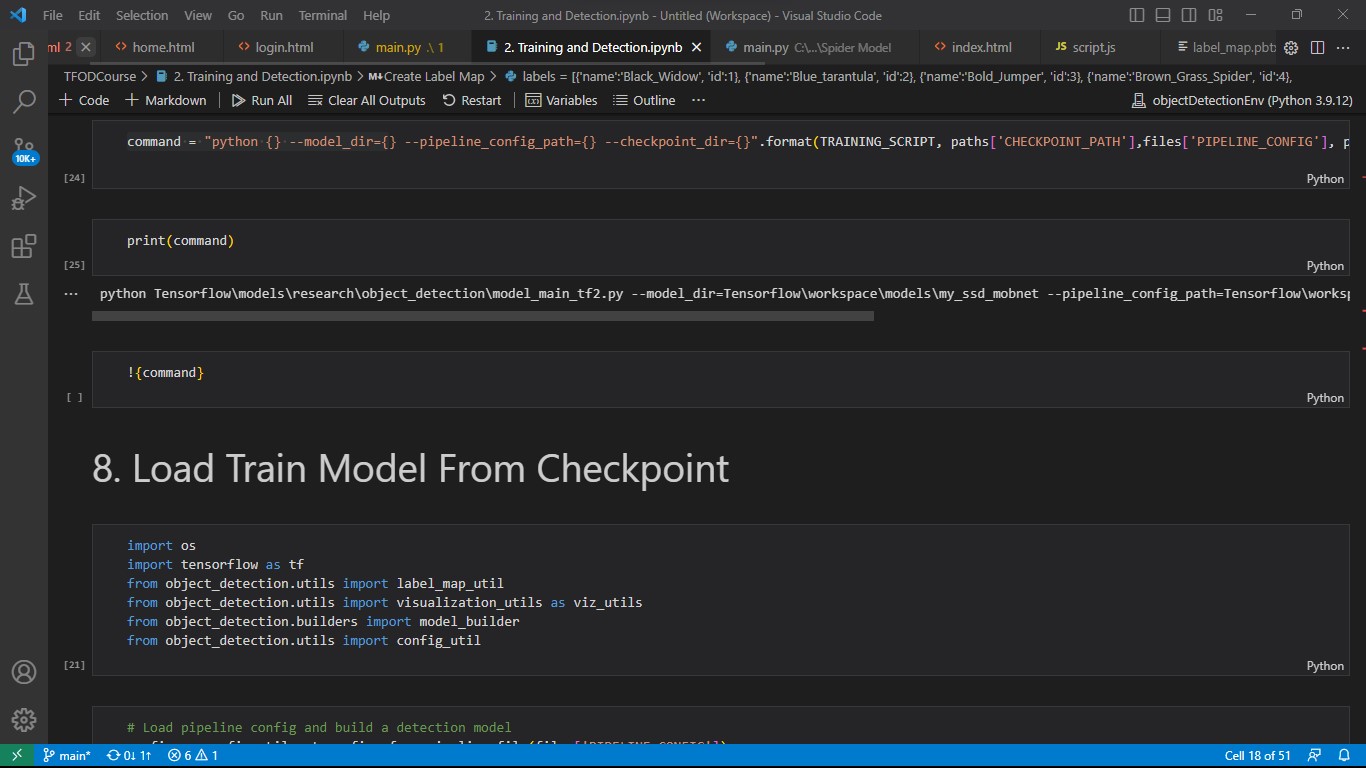 File Edit Selection View Go Run Terminal Help 2. Training and Detection.ipynb - Untitled (Workspace) - Visual Studio Code
ml 2 home.html login.html main.py .\ 1 2. Training and Detection.ipynb main.py C:\...\Spider Model index.html JS script.js label_map.pbt
TFODCourse > 2. Training and Detection.ipynb > M↓Create Label Map > labels = [{'name':'Black_Widow', 'id':1}, {'name':'Blue_tarantula', 'id':2}, {'name':'Bold_Jumper', 'id':3}, {'name':'Brown_Grass_Spider', 'id':4},
+ Code + Markdown Run All Clear All Outputs Restart Variables Outline ... objectDetectionEnv (Python 3.9.12)
command = "python {} --model_dir={} --pipeline_config_path={} --checkpoint_dir={}".format(TRAINING_SCRIPT, paths['CHECKPOINT_PATH'],files['PIPELINE_CONFIG'], p
10K+
[24] Python
print(command)
[25] Python
... python Tensorflow\models\research\object_detection\model_main_tf2.py --model_dir=Tensorflow\workspace\models\my_ssd_mobnet --pipeline_config_path=Tensorflow\worksp
!{command}
[ ] Python
8. Load Train Model From Checkpoint
import os
import tensorflow as tf
from object_detection.utils import label_map_util
from object_detection.utils import visualization_utils as viz_utils
from object_detection.builders import model_builder
from object_detection.utils import config_util
[21] Python
# Load pipeline config and build a detection model
main* 0↓ 1↑ 6 1 Cell 18 of 51